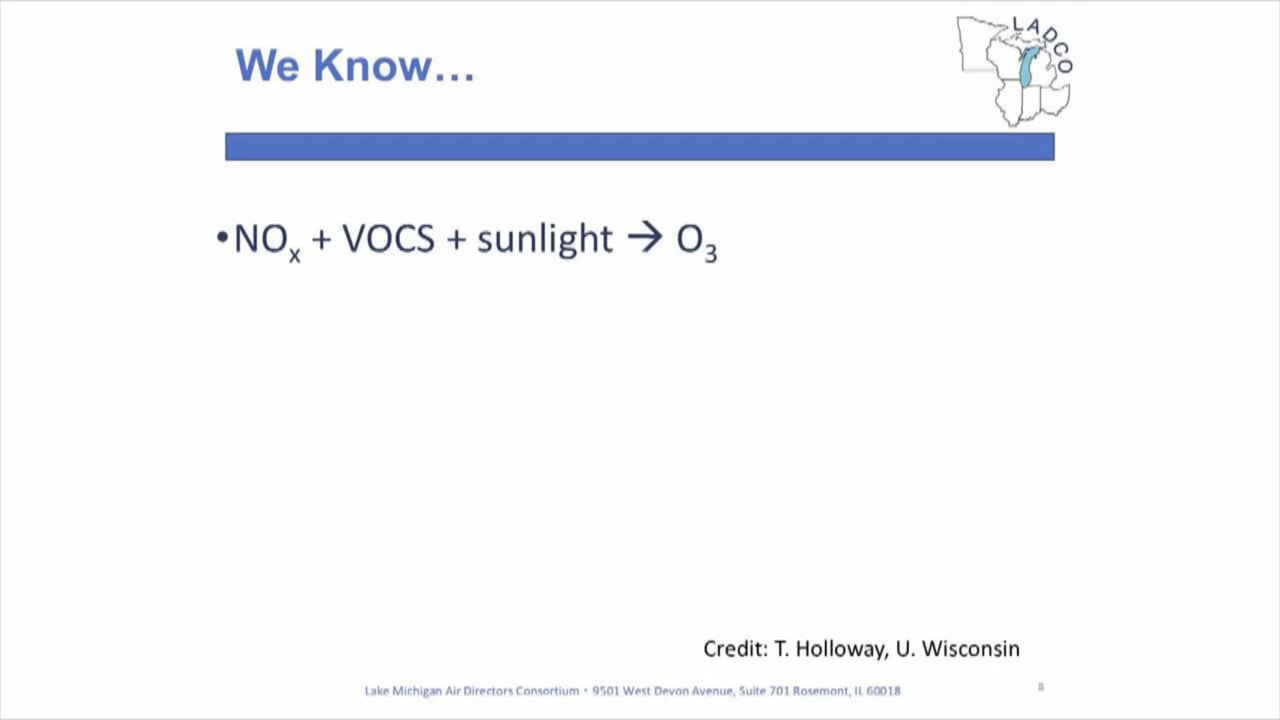 We Know...
LADCO
•NOₓ + VOCS + sunlight → O₃
Credit: T. Holloway, U. Wisconsin
Lake Michigan Air Directors Consortium • 9501 West Devon Avenue, Suite 701 Rosemont, IL 60018
8